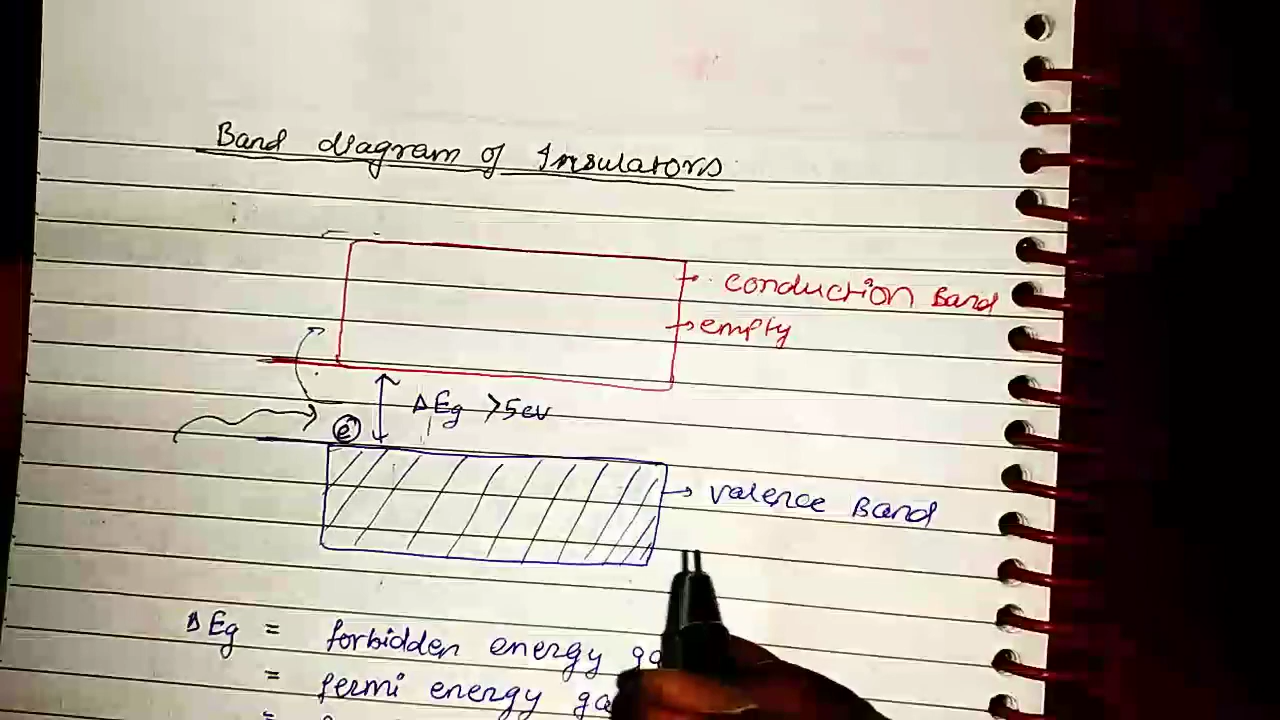 Band diagram of Insulators
conduction Band
empty
ΔEg >5ev
e
valence Band
ΔEg = forbidden energy
= fermi energy
=